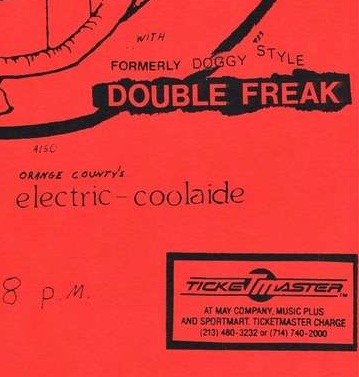 WITH
FORMERLY DOGGY STYLE
DOUBLE FREAK
ALSO
ORANGE COUNTY'S
electric-coolaide
8 P.M.
TICKETMASTER™
AT MAY COMPANY, MUSIC PLUS
AND SPORTMART. TICKETMASTER CHARGE
(213) 480-3232 or (714) 740-2000